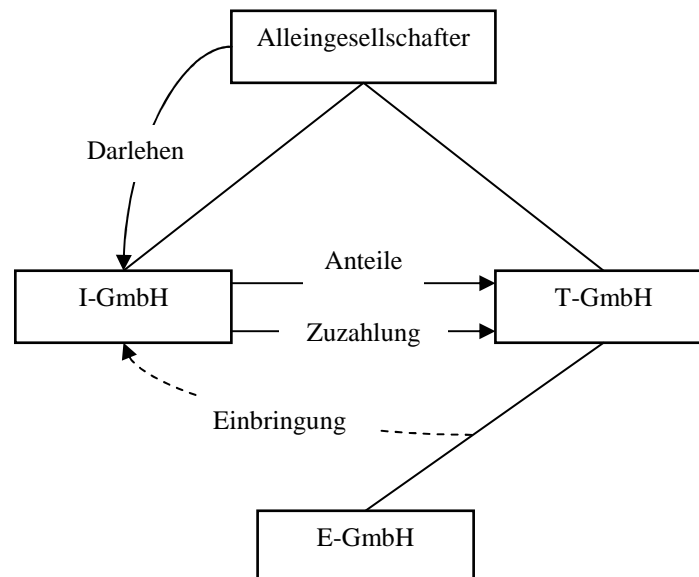 Alleingesellschafter
Darlehen
Anteile
I-GmbH
T-GmbH
Zuzahlung
Einbringung
E-GmbH